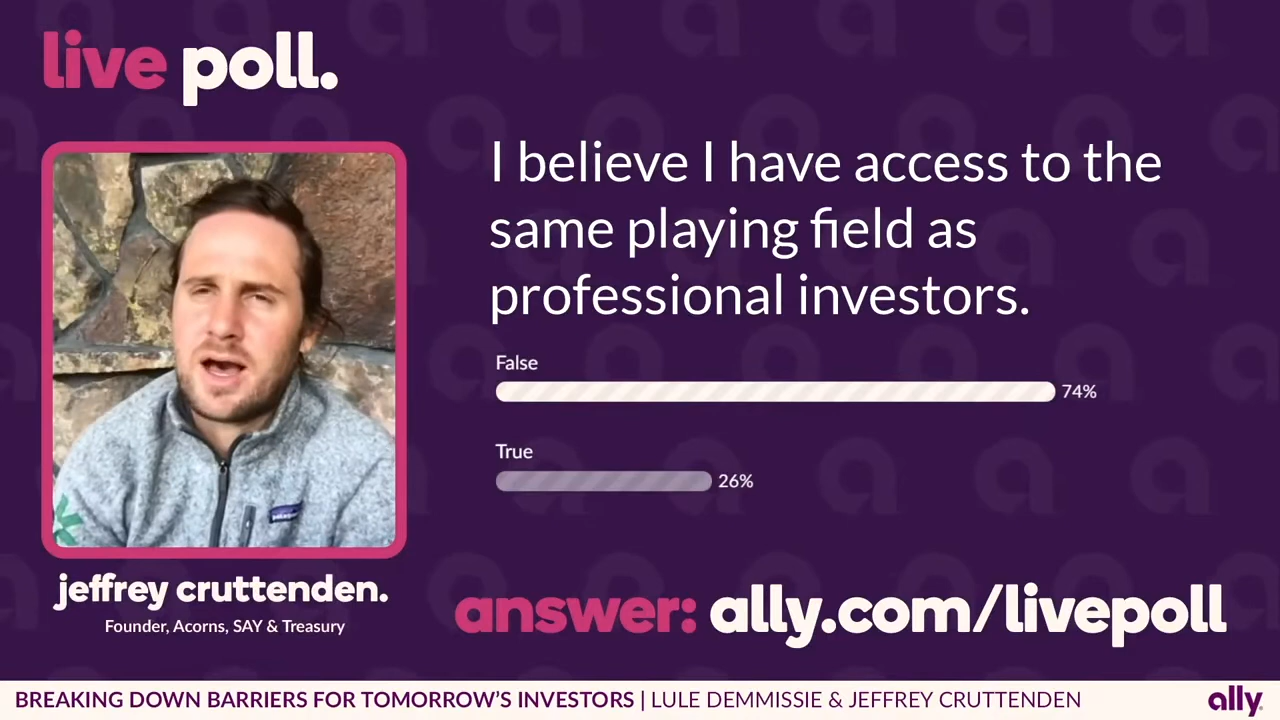 live poll.
I believe I have access to the
same playing field as
professional investors.
False
74%
True
26%
patagonia
jeffrey cruttenden.
Founder, Acorns, SAY & Treasury
answer: ally.com/livepoll
BREAKING DOWN BARRIERS FOR TOMORROW'S INVESTORS | LULE DEMMISSIE & JEFFREY CRUTTENDEN
ally